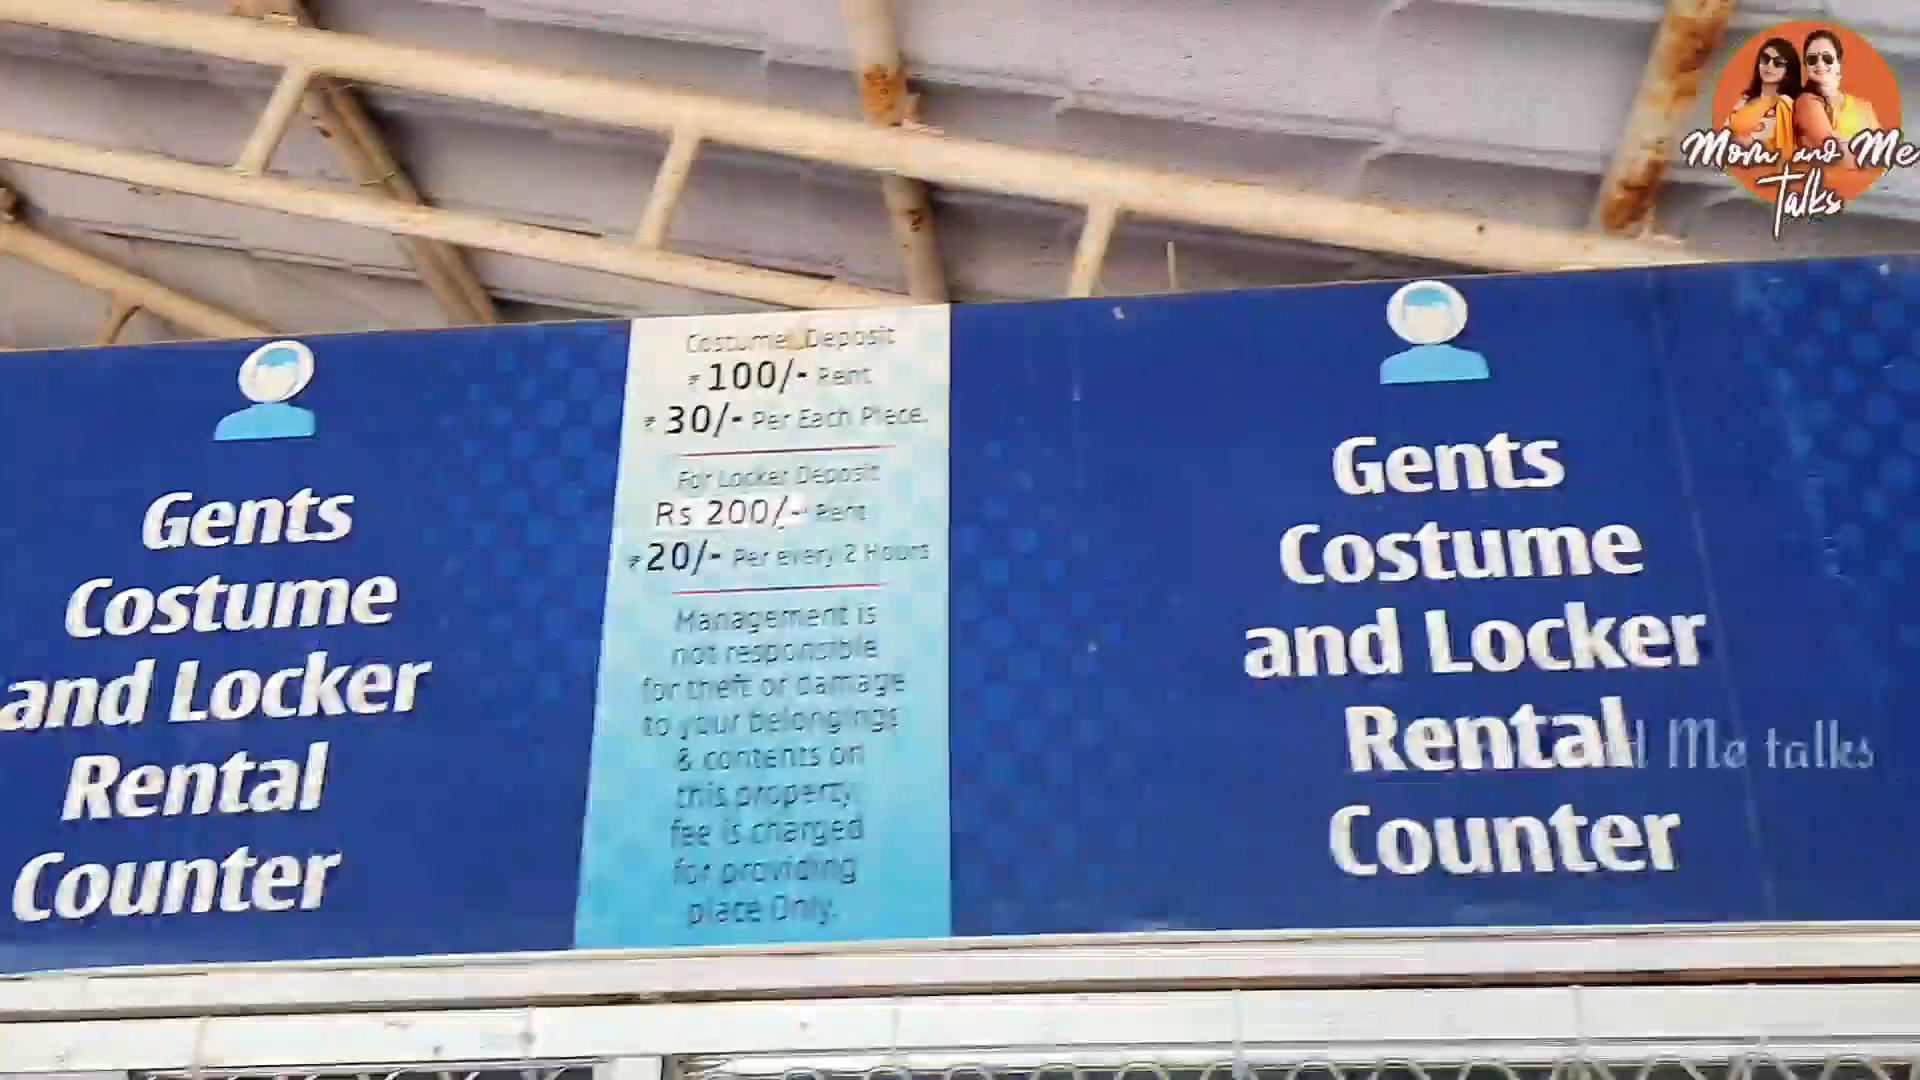 Mom and Me
Talks
Gents
Costume
and Locker
Rental
Counter
Costume Deposit
₹ 100/- Rent
₹ 30/- Per Each Piece.
For Locker Deposit
Rs 200/- Rent
₹ 20/- Per every 2 Hours
Management is
not responsible
for theft or damage
to your belongings
& contents on
this property,
fee is charged
for providing
place Only.
Gents
Costume
and Locker
Rental
Counter
Me talks